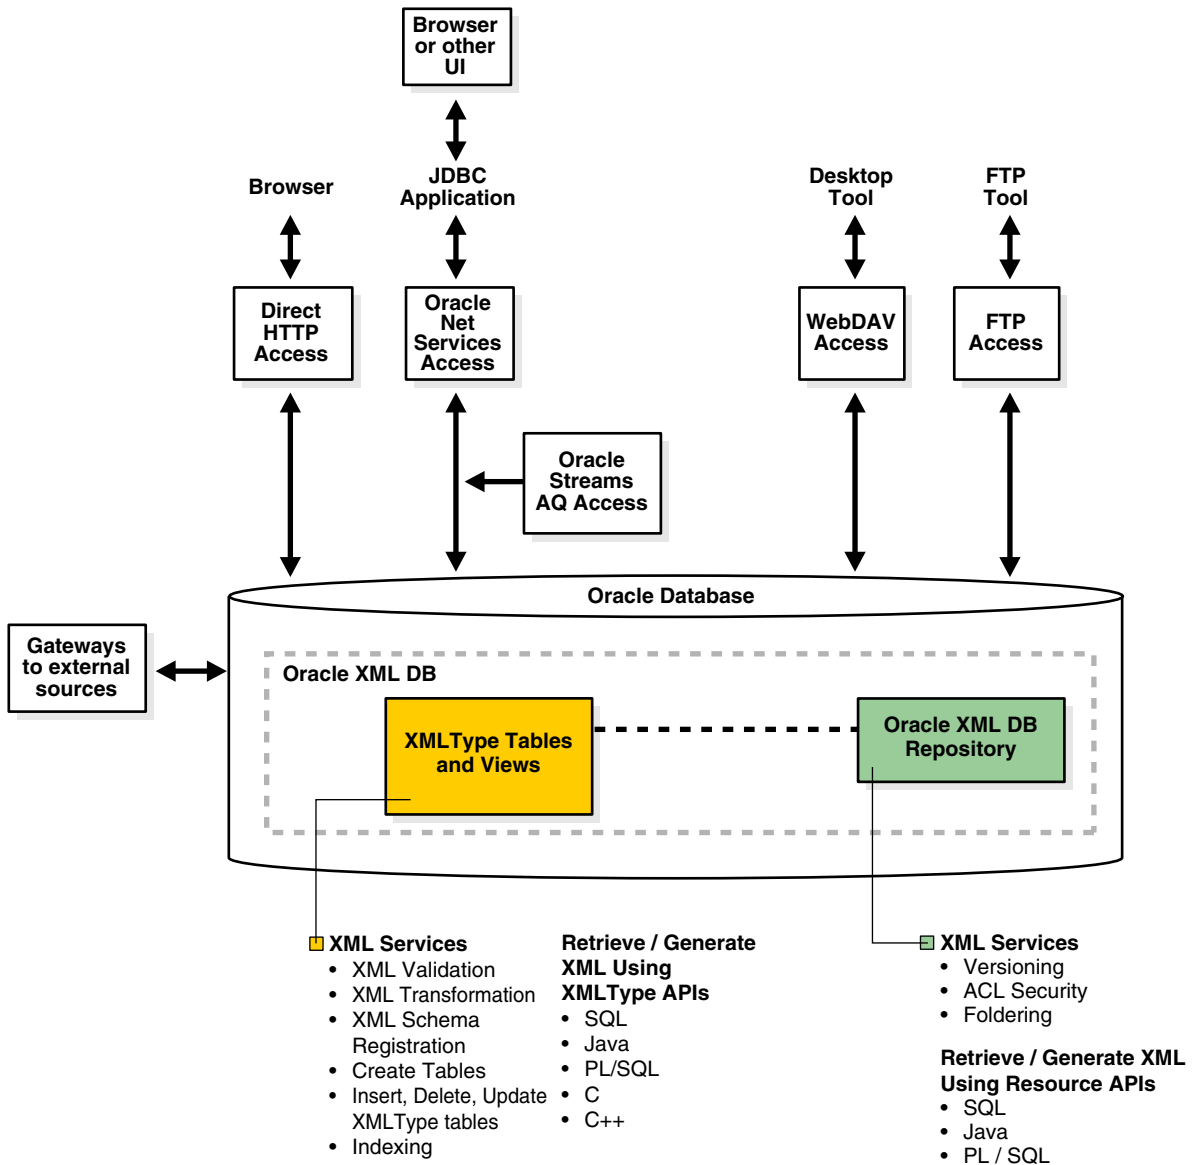 Browser
or other
UI
Browser
JDBC
Application
Desktop
Tool
FTP
Tool
Direct
HTTP
Access
Oracle
Net
Services
Access
WebDAV
Access
FTP
Access
Oracle
Streams
AQ Access
Oracle Database
Gateways
to external
sources
Oracle XML DB
XMLType Tables
and Views
Oracle XML DB
Repository
XML Services
• XML Validation
• XML Transformation
• XML Schema
Registration
• Create Tables
• Insert, Delete, Update
XMLType tables
• Indexing
Retrieve / Generate
XML Using
XMLType APIs
• SQL
• Java
• PL/SQL
• C
• C++
XML Services
• Versioning
• ACL Security
• Foldering
Retrieve / Generate XML
Using Resource APIs
• SQL
• Java
• PL / SQL